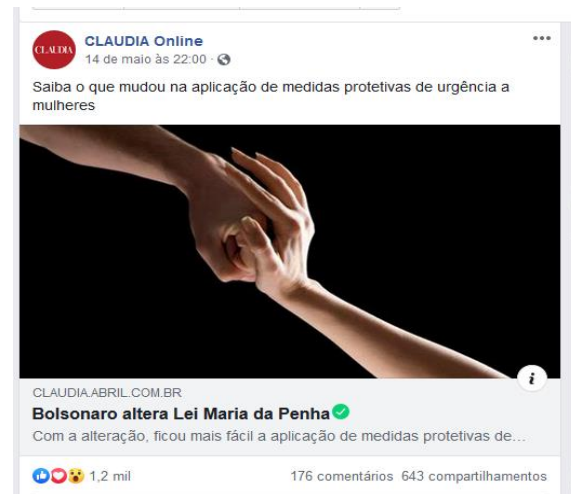 CLAUDIA
CLAUDIA Online
14 de maio às 22:00
Saiba o que mudou na aplicação de medidas protetivas de urgência a
mulheres
i
CLAUDIA.ABRIL.COM.BR
Bolsonaro altera Lei Maria da Penha
Com a alteração, ficou mais fácil a aplicação de medidas protetivas de...
1,2 mil 176 comentários 643 compartilhamentos